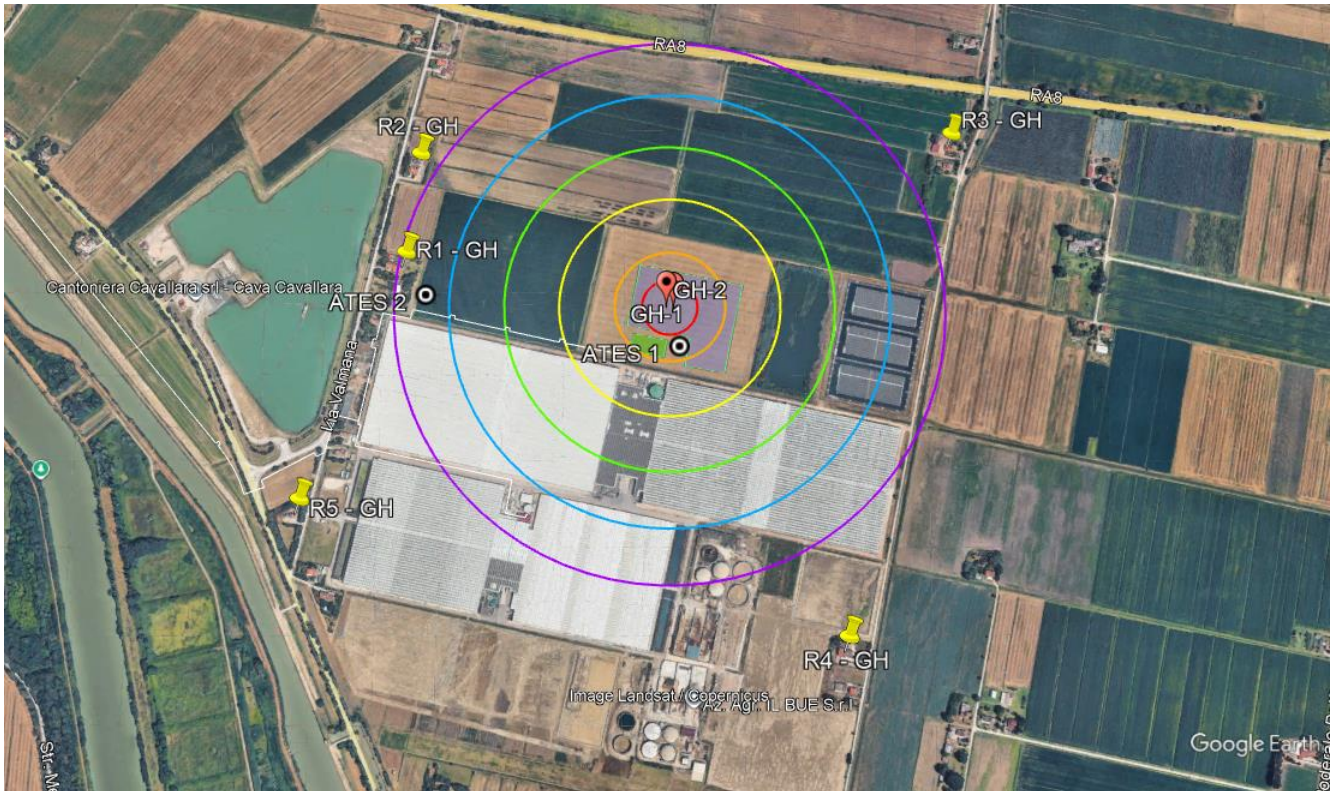 RA8
RA8
R3 - GH
R2 - GH
R1 - GH
Cantoniera Cavallara srl - Cava Cavallara
GH-2
ATES 2
GH-1
ATES 1
Via Valmana
R5 - GH
R4 - GH
Image Landsat / Copernicus
Az. Agr. IL BUE S.r.l
Google Earth
Str.